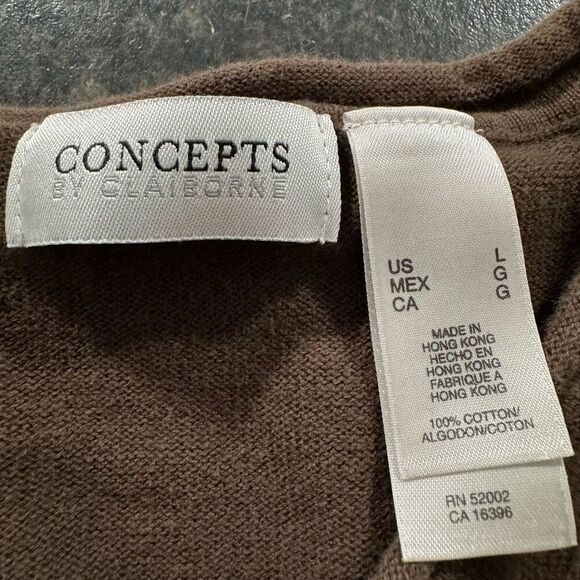 CONCEPTS
BY CLAIBORNE
US L
MEX G
CA G
MADE IN
HONG KONG
HECHO EN
HONG KONG
FABRIQUE A
HONG KONG
100% COTTON/
ALGODON/COTON
RN 52002
CA 16396